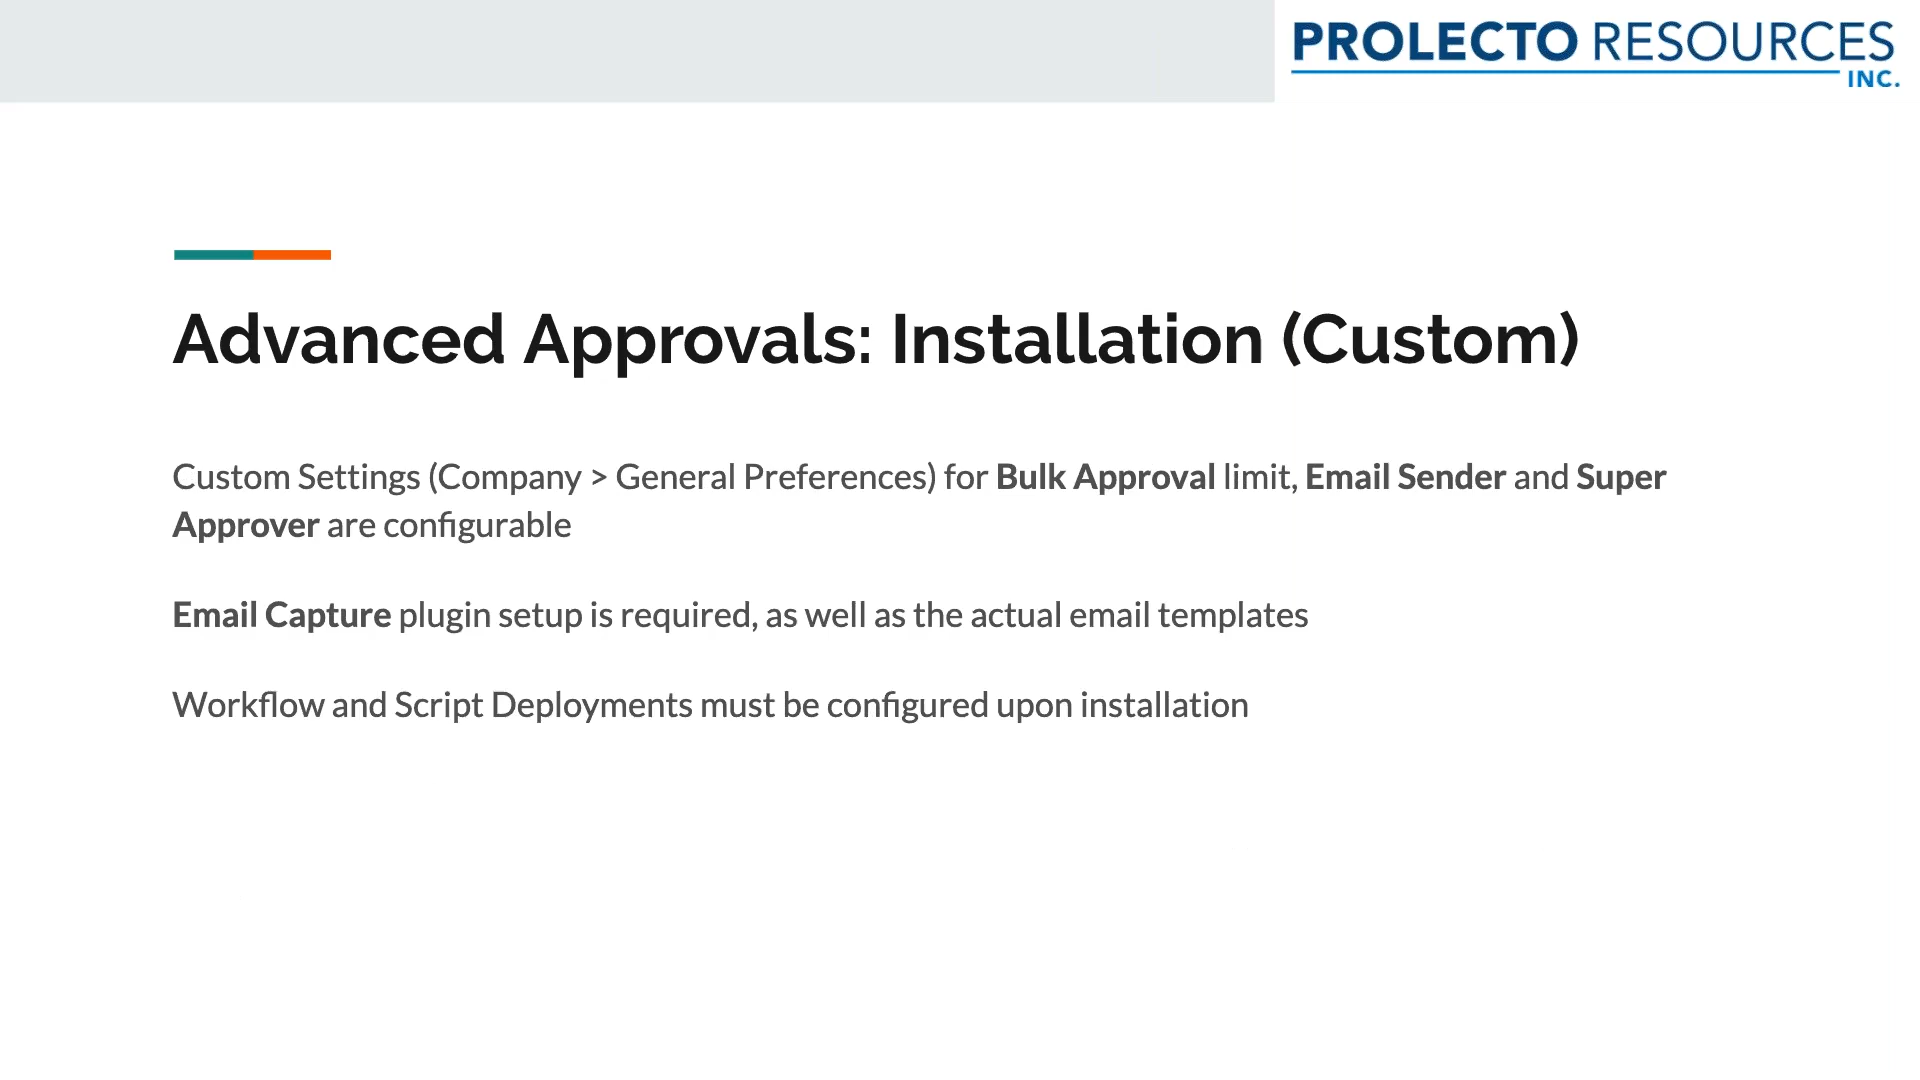 PROLECTO RESOURCES
INC.
Advanced Approvals: Installation (Custom)
Custom Settings (Company > General Preferences) for Bulk Approval limit, Email Sender and Super
Approver are configurable
Email Capture plugin setup is required, as well as the actual email templates
Workflow and Script Deployments must be configured upon installation